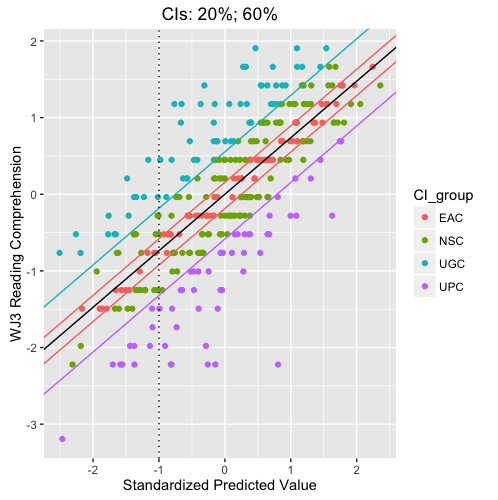 CIs: 20%; 60%
WJ3 Reading Comprehension
2
1
0
-1
-2
-3
-2
-1
0
1
2
Standardized Predicted Value
CI_group
EAC
NSC
UGC
UPC